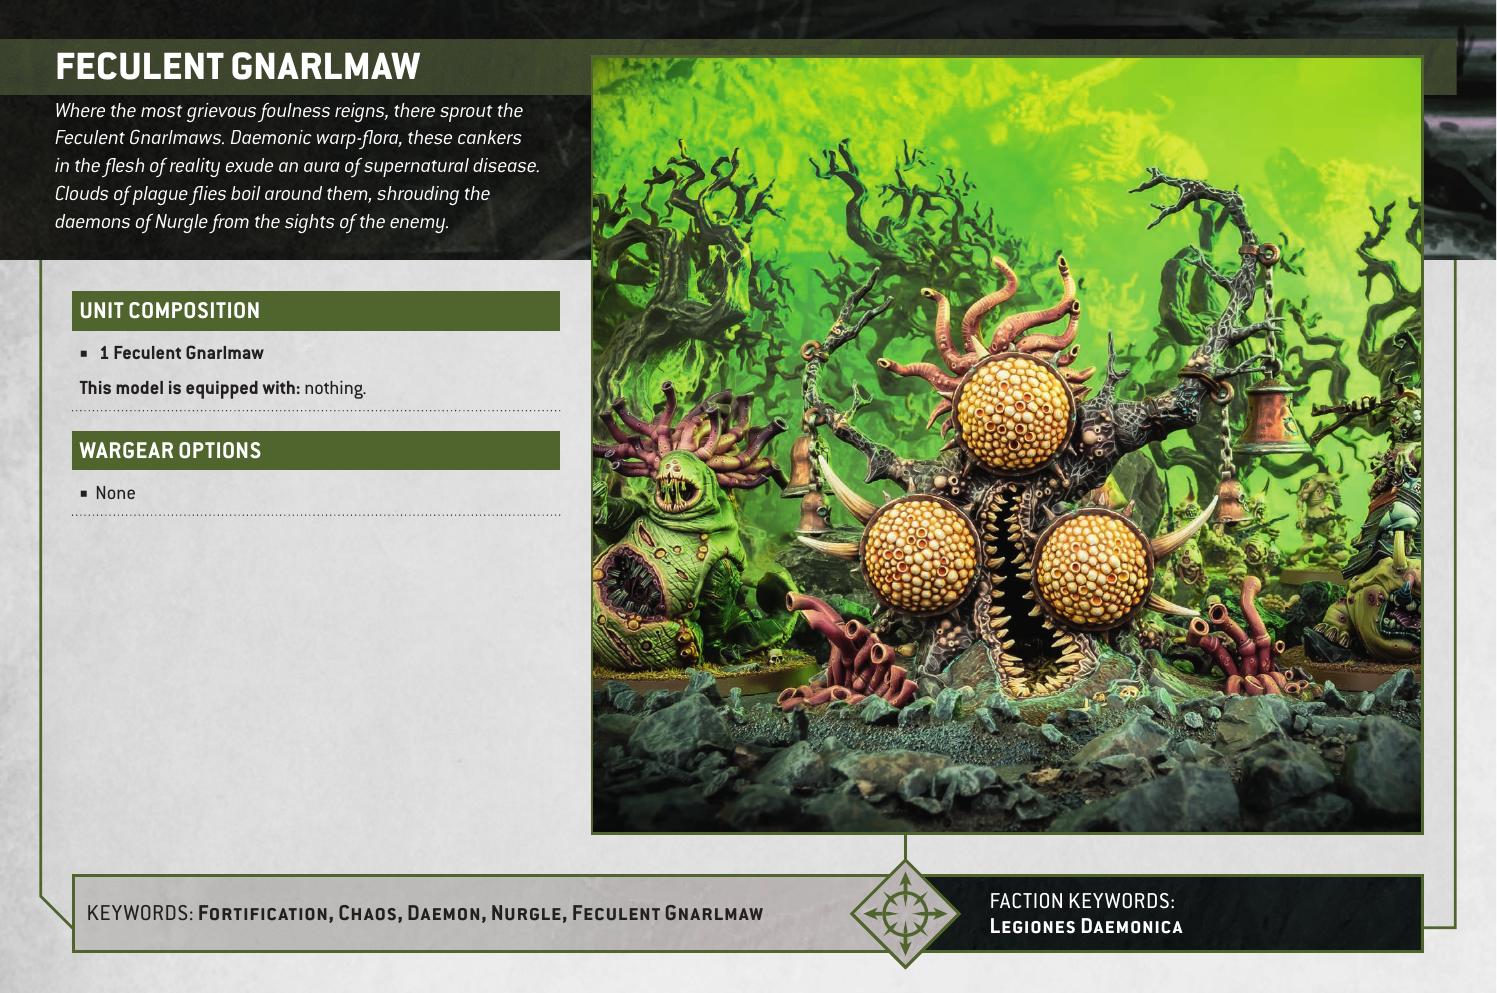 FECULENT GNARLMAW
Where the most grievous foulness reigns, there sprout the
Feculent Gnarlmaws. Daemonic warp-flora, these cankers
in the flesh of reality exude an aura of supernatural disease.
Clouds of plague flies boil around them, shrouding the
daemons of Nurgle from the sights of the enemy.
UNIT COMPOSITION
▪ 1 Feculent Gnarlmaw
This model is equipped with: nothing.
WARGEAR OPTIONS
▪ None
KEYWORDS: Fortification, Chaos, Daemon, Nurgle, Feculent Gnarlmaw
FACTION KEYWORDS:
Legiones Daemonica